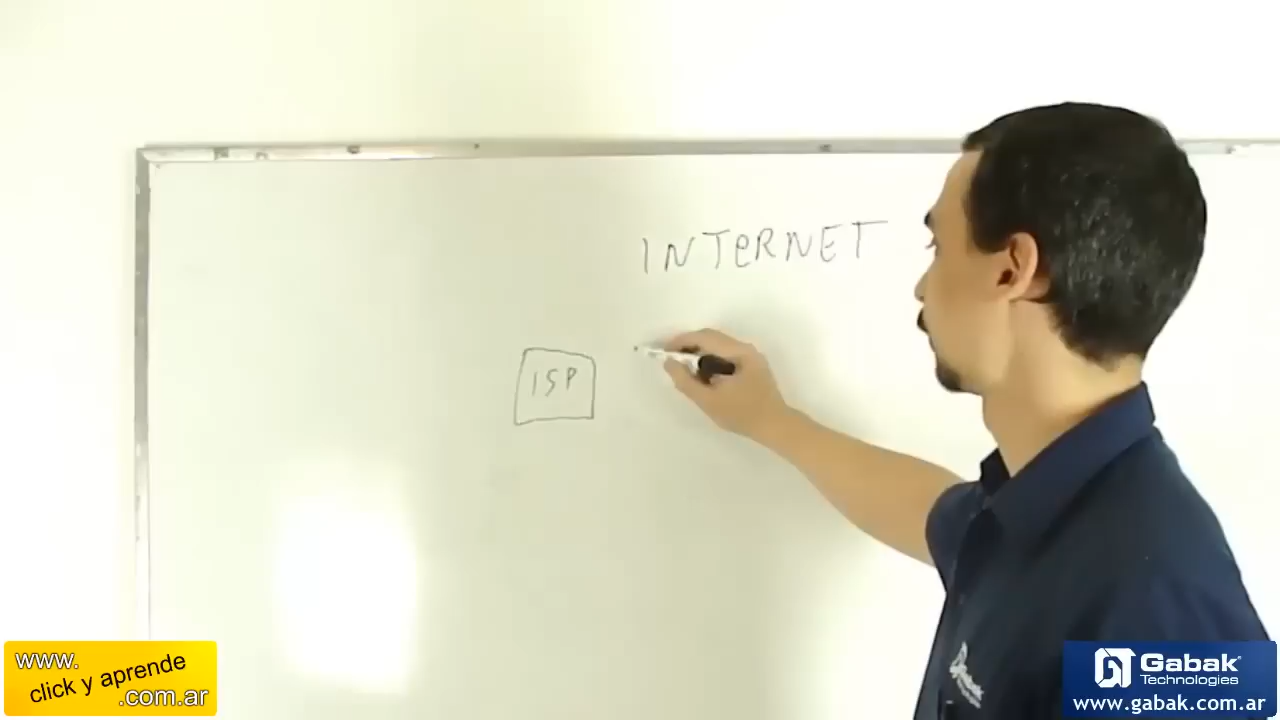 INTeRNET
ISP
www.
click y aprende
.com.ar
Gabak
Technologies
www.gabak.com.ar